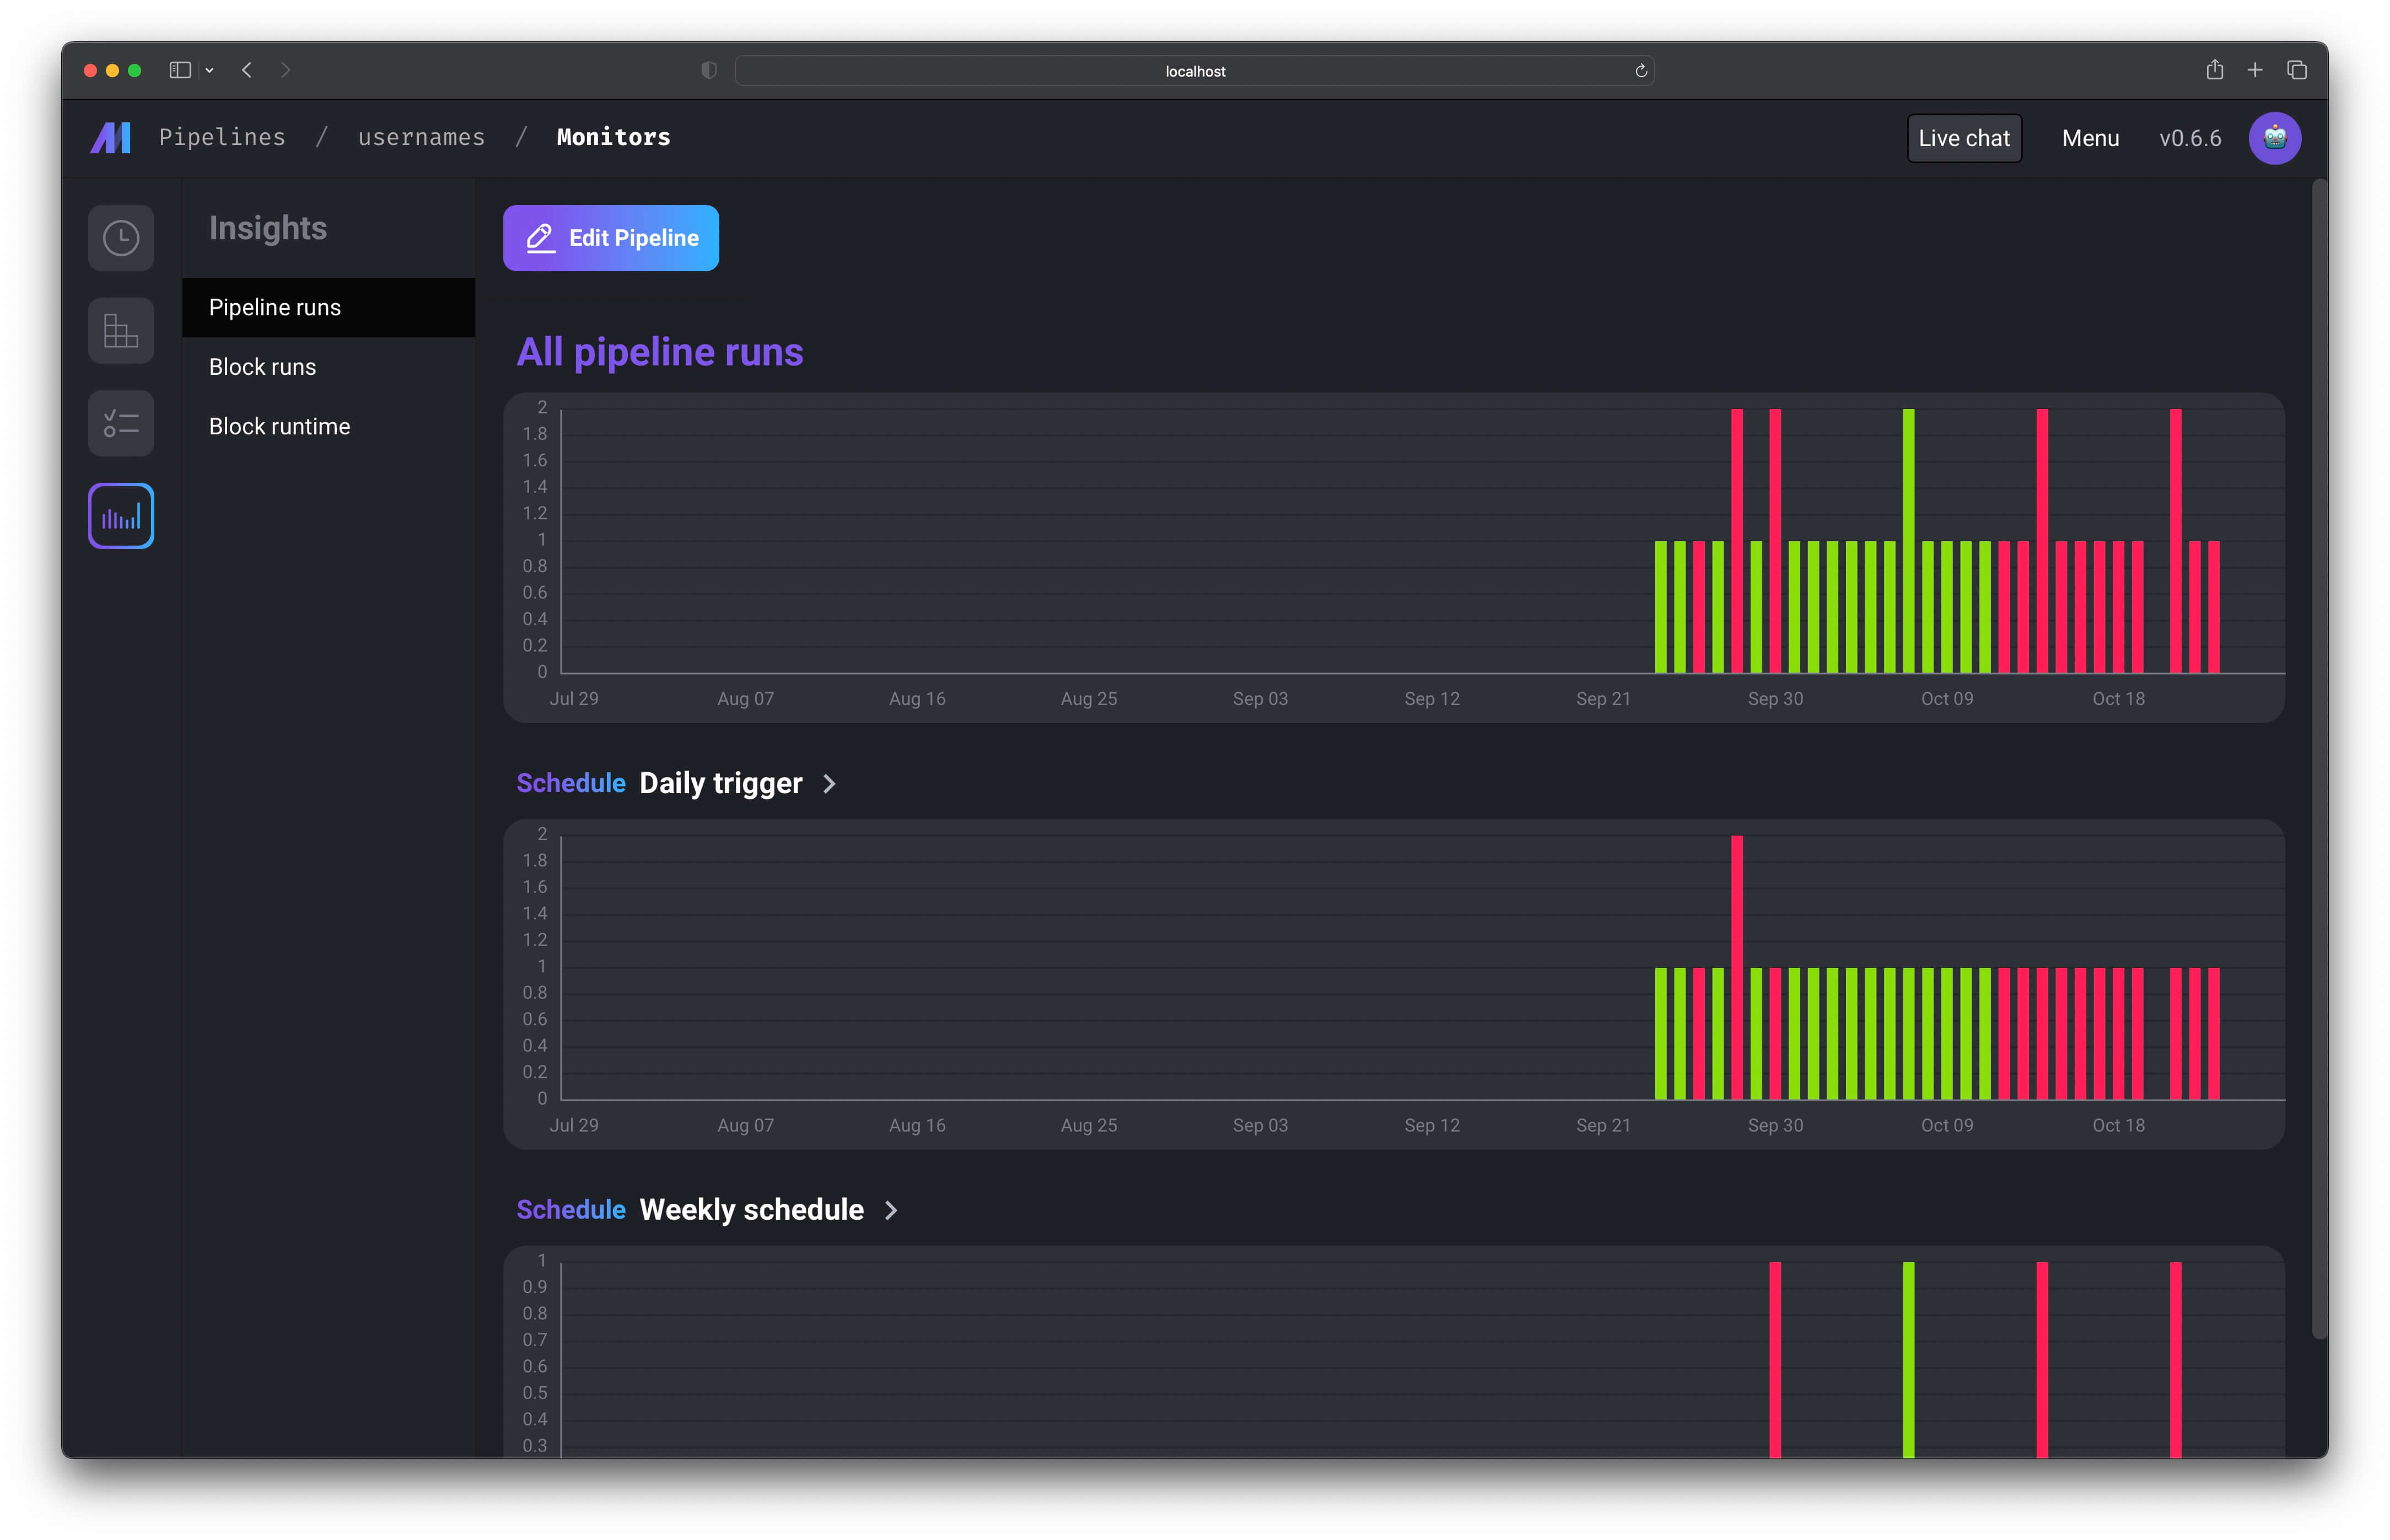 localhost
Pipelines / usernames / Monitors
Live chat Menu v0.6.6
Insights
Pipeline runs
Block runs
Block runtime
Edit Pipeline
All pipeline runs
2
1.8
1.6
1.4
1.2
1
0.8
0.6
0.4
0.2
0
Jul 29 Aug 07 Aug 16 Aug 25 Sep 03 Sep 12 Sep 21 Sep 30 Oct 09 Oct 18
Schedule Daily trigger
2
1.8
1.6
1.4
1.2
1
0.8
0.6
0.4
0.2
0
Jul 29 Aug 07 Aug 16 Aug 25 Sep 03 Sep 12 Sep 21 Sep 30 Oct 09 Oct 18
Schedule Weekly schedule
1
0.9
0.8
0.7
0.6
0.5
0.4
0.3